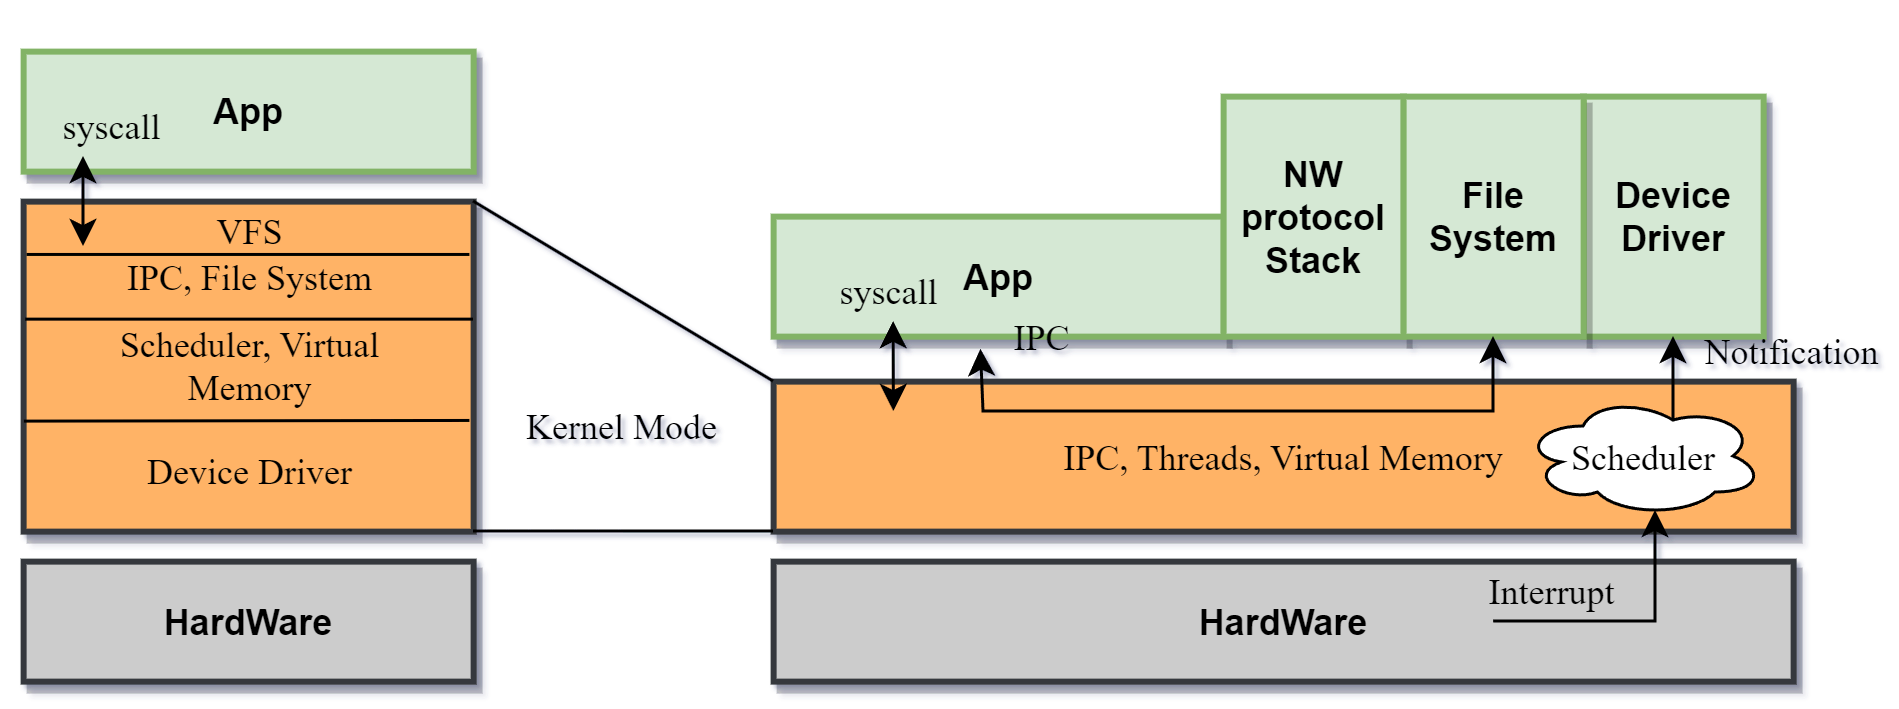 App
syscall
VFS
IPC, File System
Scheduler, Virtual
Memory
Device Driver
HardWare
Kernel Mode
App
syscall
IPC
NW
protocol
Stack
File
System
Device
Driver
Notification
IPC, Threads, Virtual Memory
Scheduler
Interrupt
HardWare